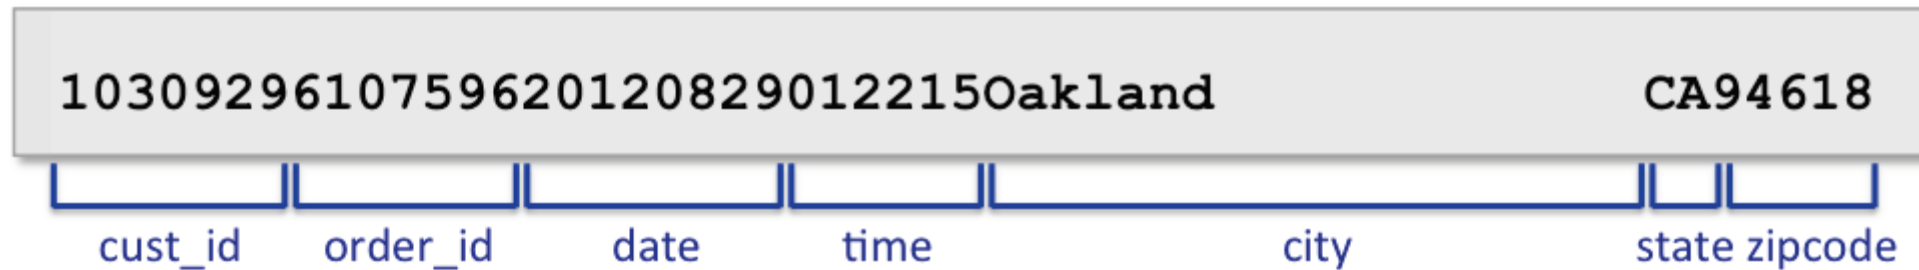 1030929610759620120829012215Oakland             CA94618
cust_id order_id date time city state zipcode